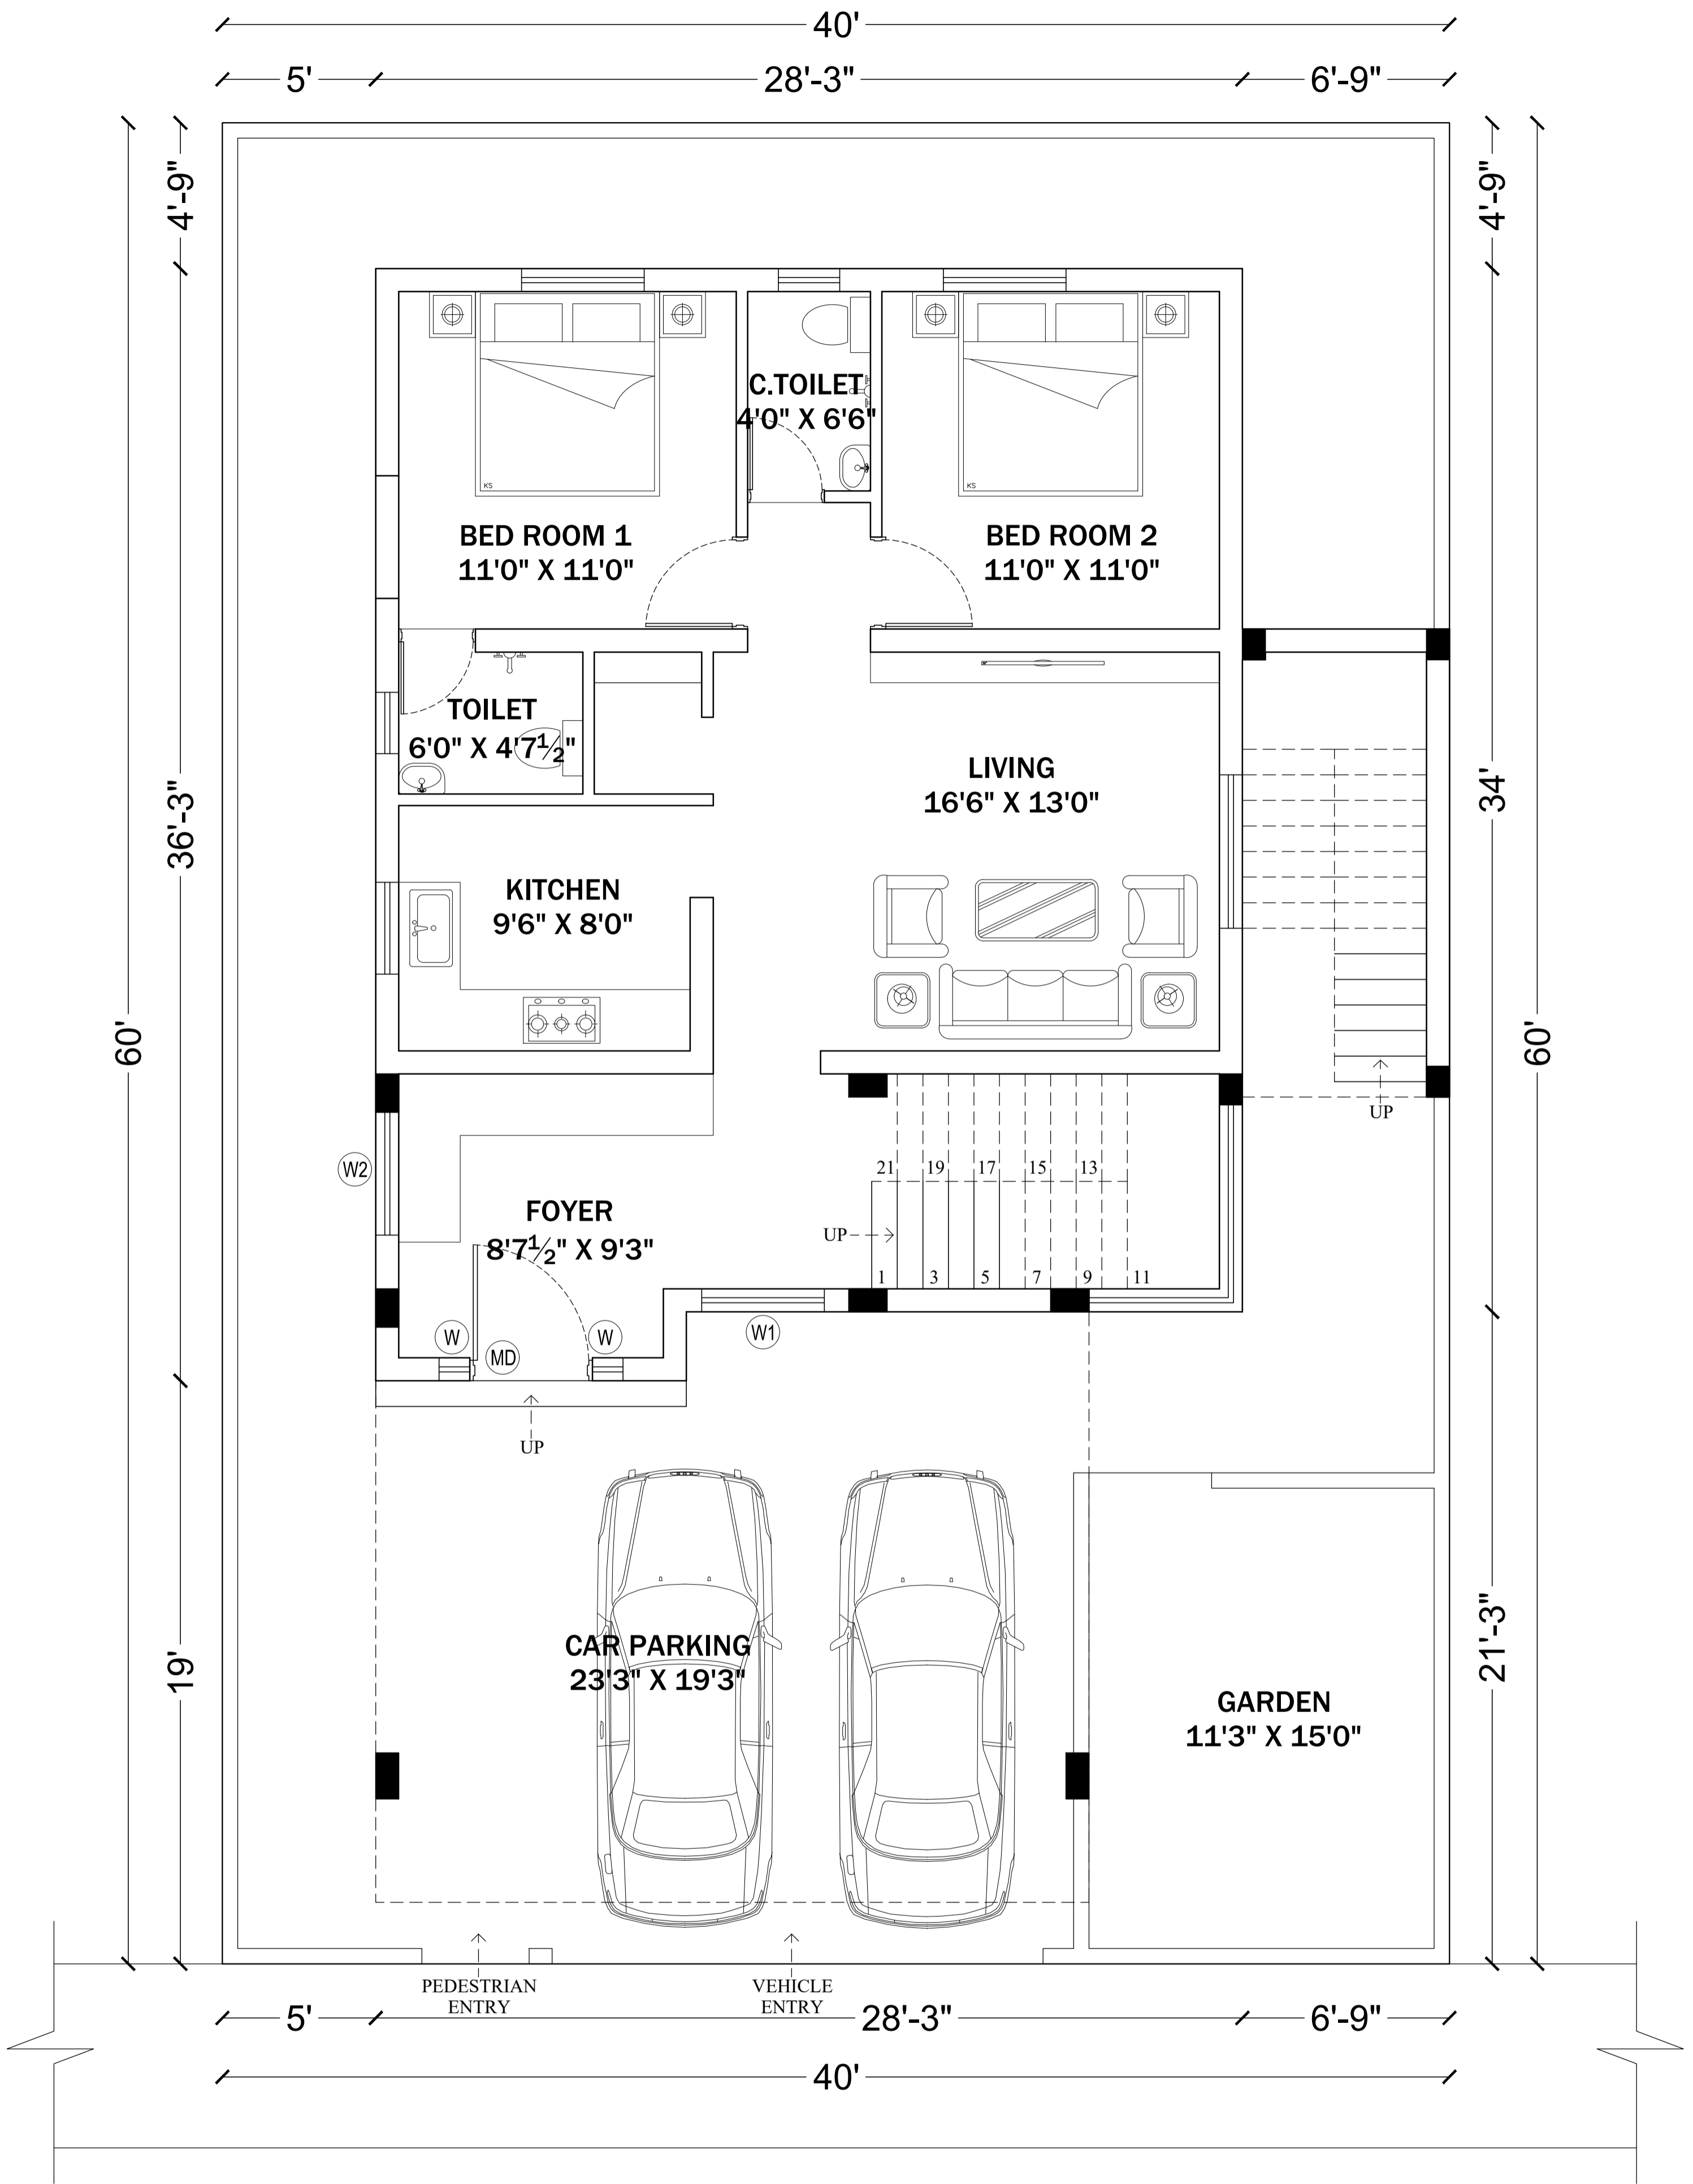 40'
5'
28'-3"
6'-9"
4'-9"
4'-9"
KS
KS
C.TOILET
4'0" X 6'6"
BED ROOM 1
11'0" X 11'0"
BED ROOM 2
11'0" X 11'0"
TOILET
6'0" X 4'7½"
LIVING
16'6" X 13'0"
36'-3"
34'
KITCHEN
9'6" X 8'0"
60'
60'
UP
W2
21
19
17
15
13
FOYER
8'7½" X 9'3"
UP
1
3
5
7
9
11
W
MD
W
W1
UP
CAR PARKING
23'3" X 19'3"
19'
21'-3"
GARDEN
11'3" X 15'0"
PEDESTRIAN
ENTRY
VEHICLE
ENTRY
5'
28'-3"
6'-9"
40'